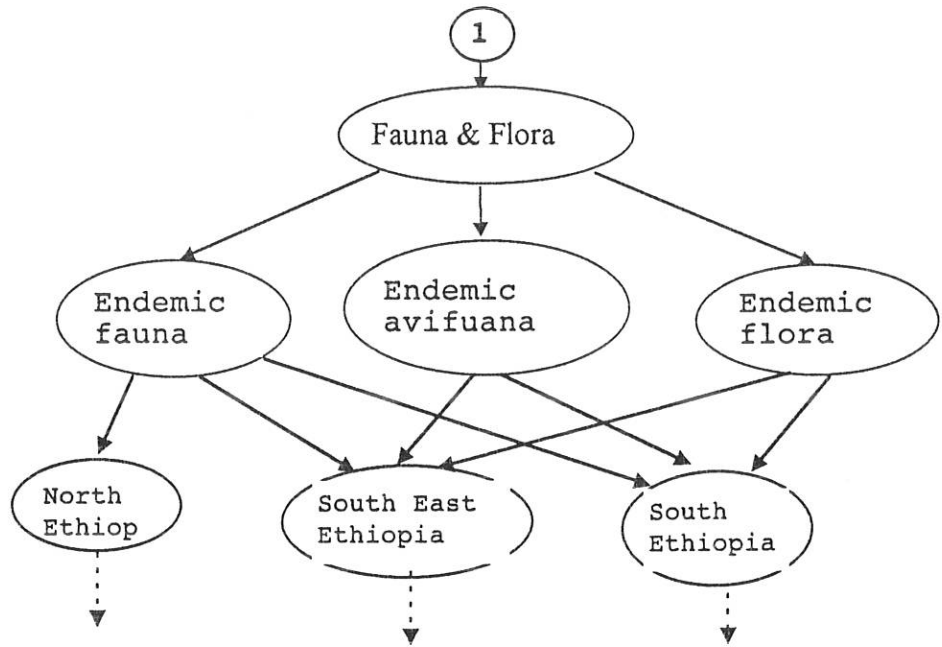 1
Fauna & Flora
Endemic
fauna
Endemic
avifuana
Endemic
flora
North
Ethiop
South East
Ethiopia
South
Ethiopia